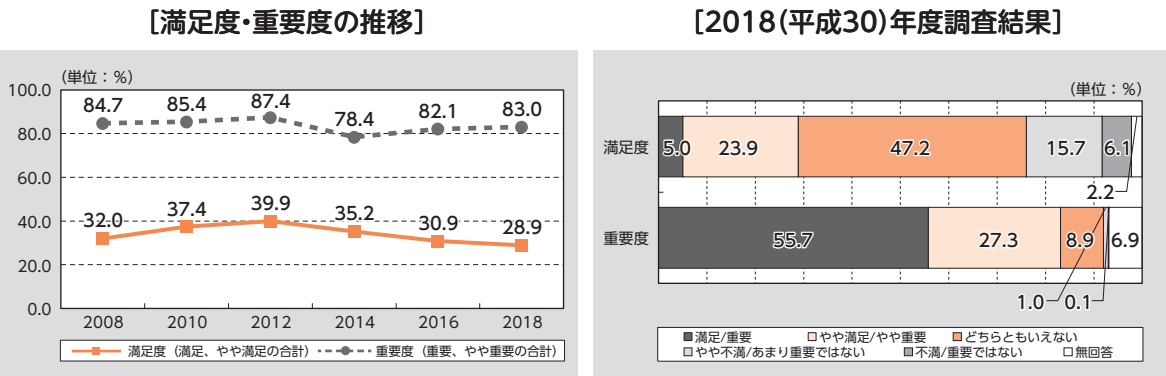 [満足度・重要度の推移]
(単位:%)
100.0
80.0
60.0
40.0
20.0
0.0
84.7
85.4
87.4
78.4
82.1
83.0
32.0
37.4
39.9
35.2
30.9
28.9
2008
2010
2012
2014
2016
2018
満足度(満足、やや満足の合計)
重要度(重要、やや重要の合計)
[2018(平成30)年度調査結果]
(単位:%)
満足度
5.0
23.9
47.2
15.7
6.1
2.2
重要度
55.7
27.3
8.9
6.9
1.0
0.1
満足/重要
やや満足/やや重要
どちらともいえない
やや不満/あまり重要ではない
不満/重要ではない
無回答